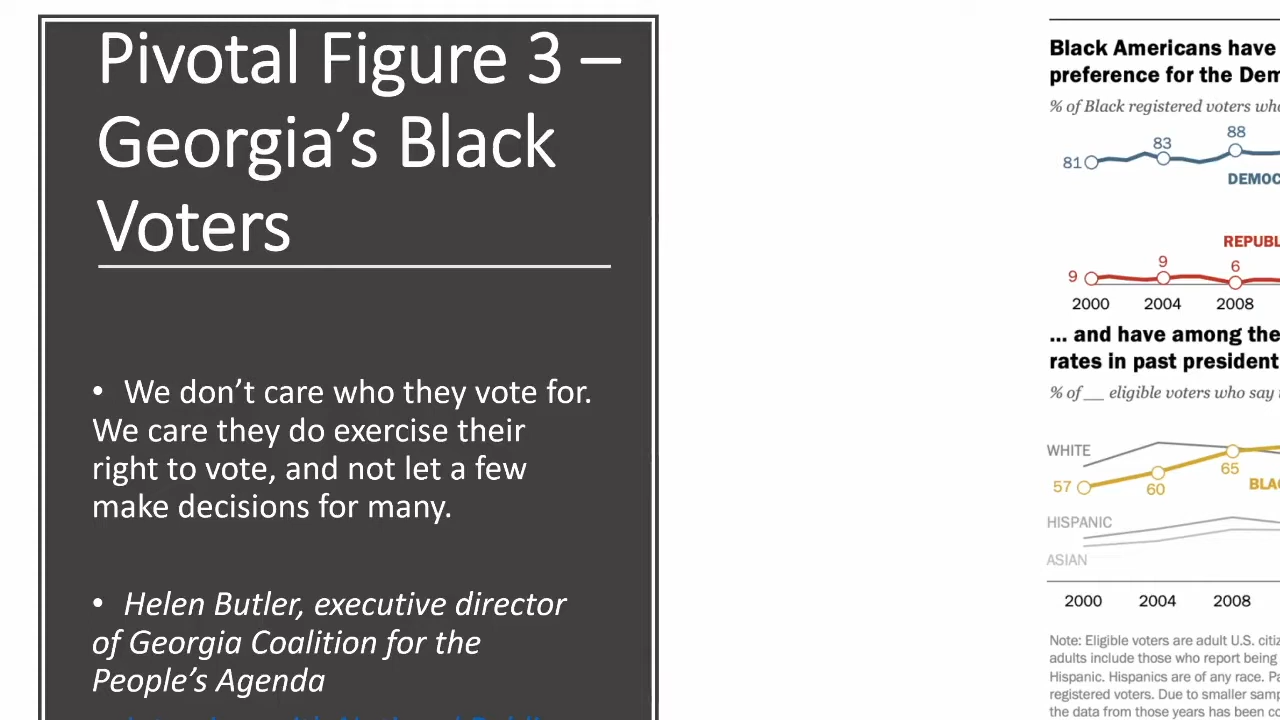 Pivotal Figure 3 –
Georgia’s Black
Voters
• We don’t care who they vote for.
We care they do exercise their
right to vote, and not let a few
make decisions for many.
• Helen Butler, executive director
of Georgia Coalition for the
People’s Agenda
Black Americans have
preference for the Dem
% of Black registered voters who
81 83 88
DEMOC
REPUBL
9 9 6
2000 2004 2008
... and have among the
rates in past president
% of __ eligible voters who say
WHITE
57 60 65
BLAC
HISPANIC
ASIAN
2000 2004 2008
Note: Eligible voters are adult U.S. citiz
adults include those who report being
Hispanic. Hispanics are of any race. Pa
registered voters. Due to smaller samp
the data from those years has been co